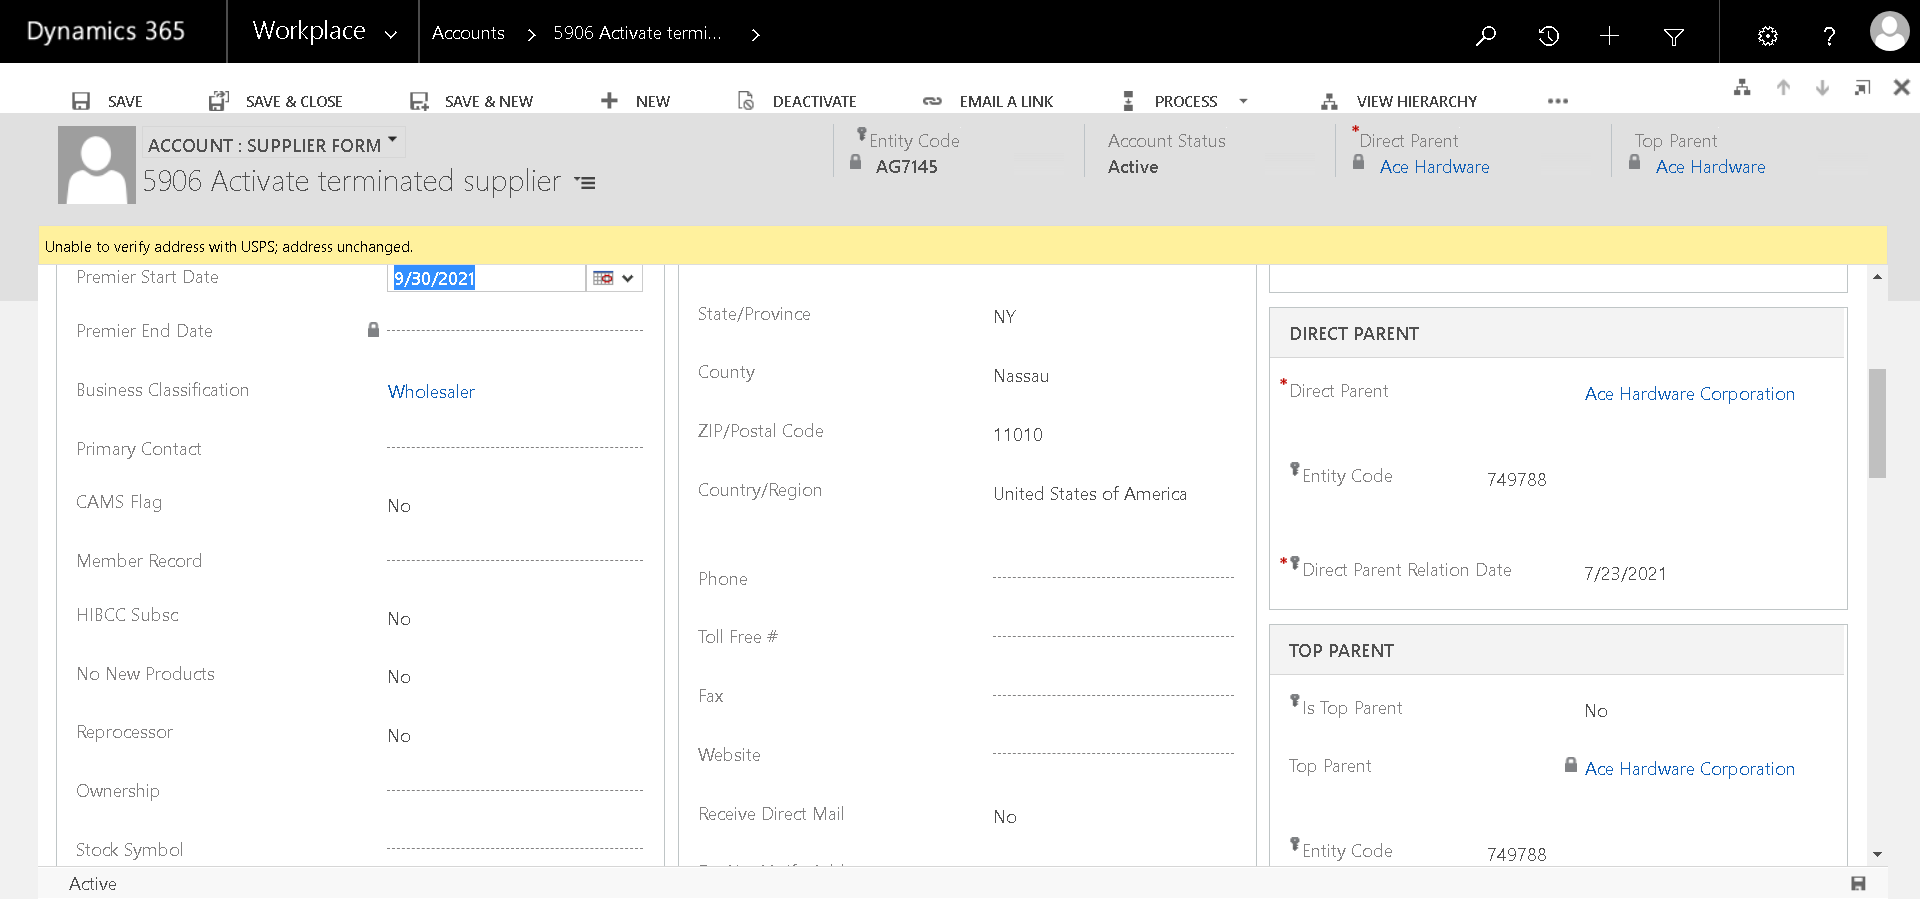 Dynamics 365
Workplace
Accounts
5906 Activate termi...
SAVE
SAVE & CLOSE
SAVE & NEW
NEW
DEACTIVATE
EMAIL A LINK
PROCESS
VIEW HIERARCHY
ACCOUNT : SUPPLIER FORM
5906 Activate terminated supplier
Entity Code
AG7145
Account Status
Active
*Direct Parent
Ace Hardware
Top Parent
Ace Hardware
Unable to verify address with USPS; address unchanged.
Premier Start Date
9/30/2021
Premier End Date
Business Classification
Wholesaler
Primary Contact
CAMS Flag
No
Member Record
HIBCC Subsc
No
No New Products
No
Reprocessor
No
Ownership
Stock Symbol
State/Province
NY
County
Nassau
ZIP/Postal Code
11010
Country/Region
United States of America
Phone
Toll Free #
Fax
Website
Receive Direct Mail
No
DIRECT PARENT
*Direct Parent
Ace Hardware Corporation
Entity Code
749788
*Direct Parent Relation Date
7/23/2021
TOP PARENT
Is Top Parent
No
Top Parent
Ace Hardware Corporation
Entity Code
749788
Active